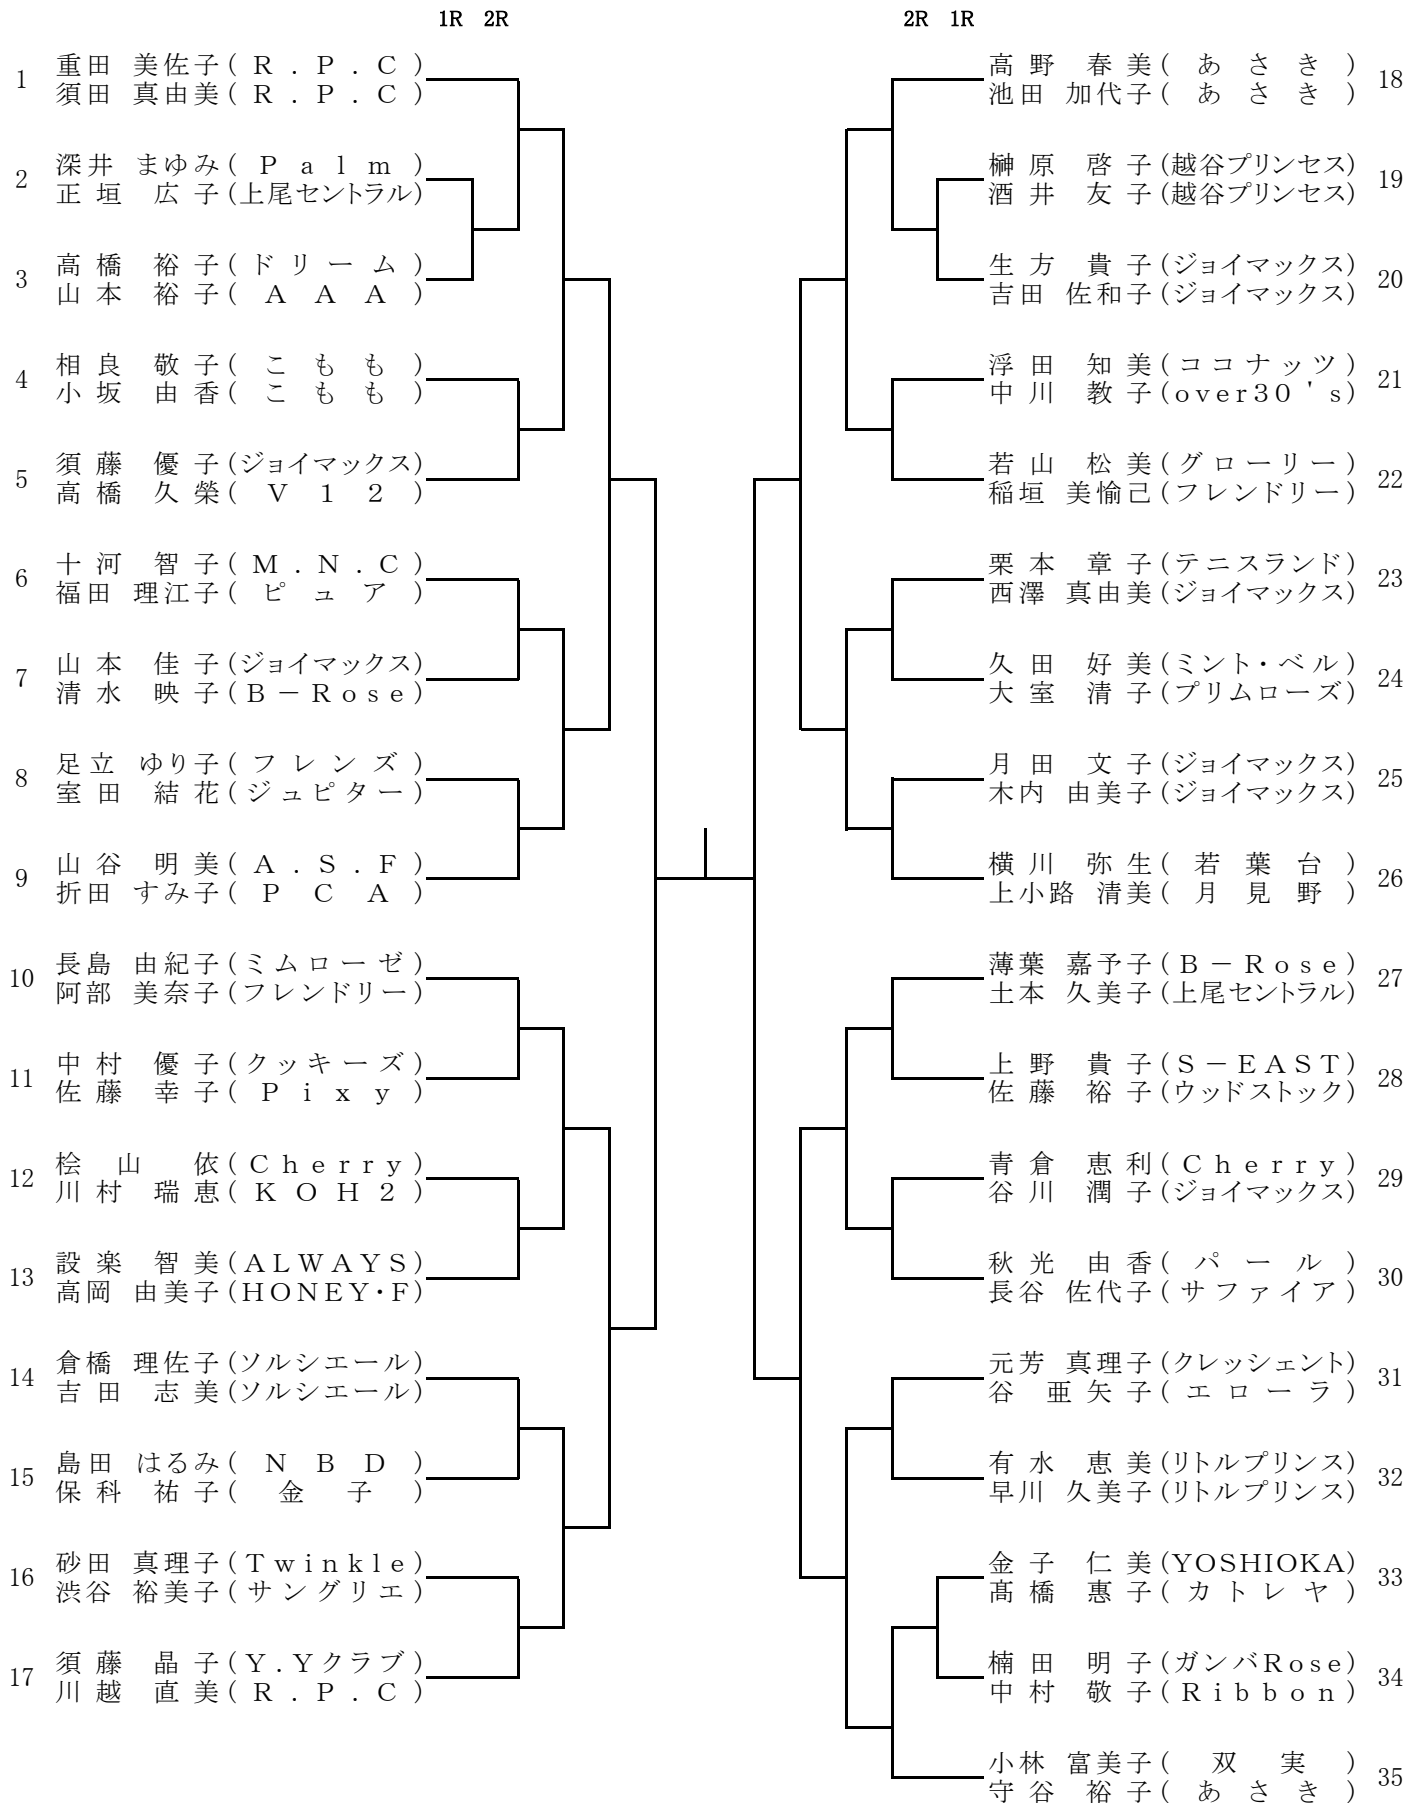 1R 2R
2R 1R
1
重田 美佐子(R.P.C)
須田 真由美(R.P.C)
2
深井 まゆみ(Palm)
正垣 広子(上尾セントラル)
3
高橋 裕子(ドリーム)
山本 裕子(AAA)
4
相良 敬子(こもも)
小坂 由香(こもも)
5
須藤 優子(ジョイマックス)
高橋 久榮(V12)
6
十河 智子(M.N.C)
福田 理江子(ピュア)
7
山本 佳子(ジョイマックス)
清水 映子(B-Rose)
8
足立 ゆり子(フレンズ)
室田 結花(ジュピター)
9
山谷 明美(A.S.F)
折田 すみ子(PCA)
10
長島 由紀子(ミムローゼ)
阿部 美奈子(フレンドリー)
11
中村 優子(クッキーズ)
佐藤 幸子(Pixy)
12
桧山 依(Cherry)
川村 瑞恵(KOH2)
13
設楽 智美(ALWAYS)
高岡 由美子(HONEY・F)
14
倉橋 理佐子(ソルシエール)
吉田 志美(ソルシエール)
15
島田 はるみ(NBD)
保科 祐子(金子)
16
砂田 真理子(Twinkle)
渋谷 裕美子(サングリエ)
17
須藤 晶子(Y.Yクラブ)
川越 直美(R.P.C)
高野 春美(あさき)
池田 加代子(あさき)
18
榊原 啓子(越谷プリンセス)
酒井 友子(越谷プリンセス)
19
生方 貴子(ジョイマックス)
吉田 佐和子(ジョイマックス)
20
浮田 知美(ココナッツ)
中川 教子(over30's)
21
若山 松美(グローリー)
稲垣 美愉己(フレンドリー)
22
栗本 章子(テニスランド)
西澤 真由美(ジョイマックス)
23
久田 好美(ミント・ベル)
大室 清子(プリムローズ)
24
月田 文子(ジョイマックス)
木内 由美子(ジョイマックス)
25
横川 弥生(若葉台)
上小路 清美(月見野)
26
薄葉 嘉予子(B-Rose)
土本 久美子(上尾セントラル)
27
上野 貴子(S-EAST)
佐藤 裕子(ウッドストック)
28
青倉 恵利(Cherry)
谷川 潤子(ジョイマックス)
29
秋光 由香(パール)
長谷 佐代子(サファイア)
30
元芳 真理子(クレッシェント)
谷 亜矢子(エローラ)
31
有水 恵美(リトルプリンス)
早川 久美子(リトルプリンス)
32
金子 仁美(YOSHIOKA)
髙橋 惠子(カトレヤ)
33
楠田 明子(ガンバRose)
中村 敬子(Ribbon)
34
小林 富美子(双実)
守谷 裕子(あさき)
35